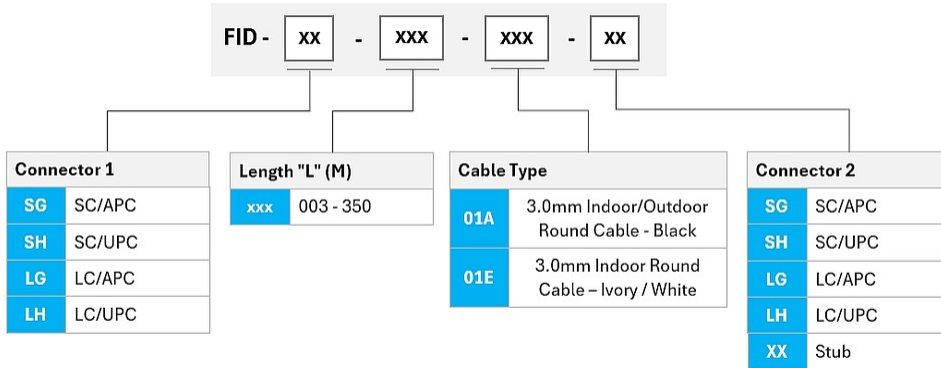 FID - XX - XXX - XXX - XX
Connector 1
SG SC/APC
SH SC/UPC
LG LC/APC
LH LC/UPC
Length "L" (M)
xxx 003 - 350
Cable Type
01A 3.0mm Indoor/Outdoor
Round Cable - Black
01E 3.0mm Indoor Round
Cable – Ivory / White
Connector 2
SG SC/APC
SH SC/UPC
LG LC/APC
LH LC/UPC
XX Stub